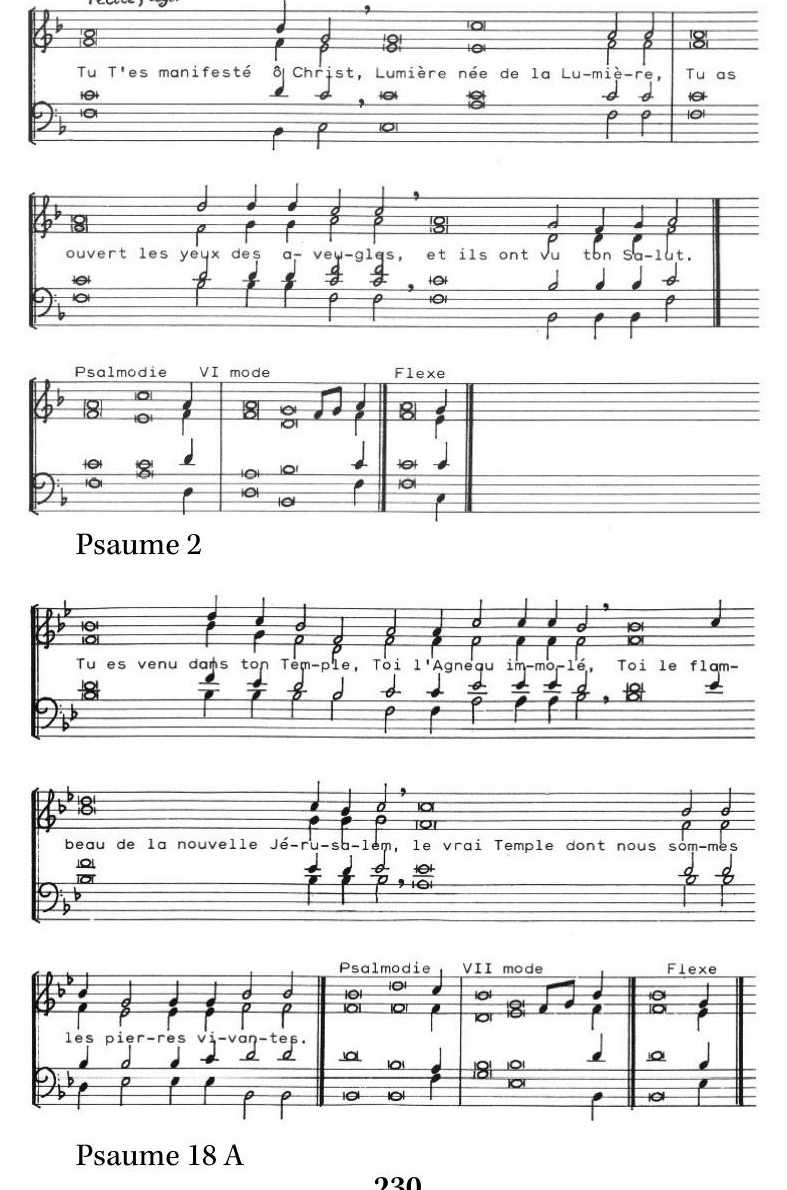 Tu T'es manifesté ô Christ, Lumière née de la Lu-miè-re, Tu as
ouvert les yeux des a- veu-gles, et ils ont vu ton Sa-lut.
Psalmodie VI mode Flexe
Psaume 2
Tu es venu dans ton Tem-ple, Toi l'Agneau im-mo-lé, Toi le flam-
beau de la nouvelle Jé-ru-sa-lem, le vrai Temple dont nous som-mes
Psalmodie VII mode Flexe
les pier-res vi-van-tes.
Psaume 18 A
230